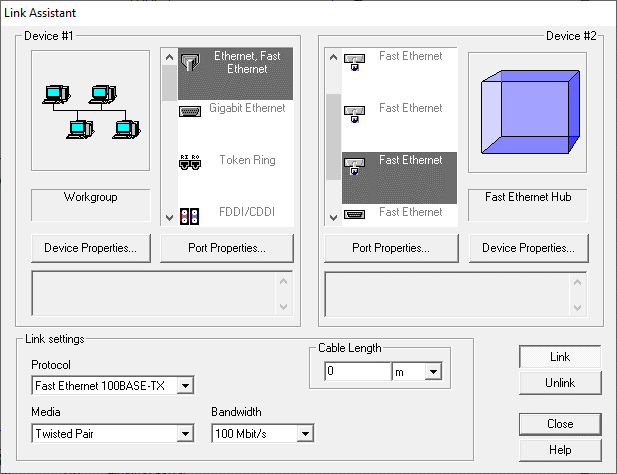 Link Assistant
Device #1
Device #2
Ethernet, Fast
Ethernet
Gigabit Ethernet
RI RO
Token Ring
FDDI/CDDI
Workgroup
Device Properties...
Port Properties...
Fast Ethernet
Fast Ethernet
Fast Ethernet
Fast Ethernet
Fast Ethernet Hub
Port Properties...
Device Properties...
Link settings
Protocol
Fast Ethernet 100BASE-TX
Cable Length
0
m
Media
Twisted Pair
Bandwidth
100 Mbit/s
Link
Unlink
Close
Help